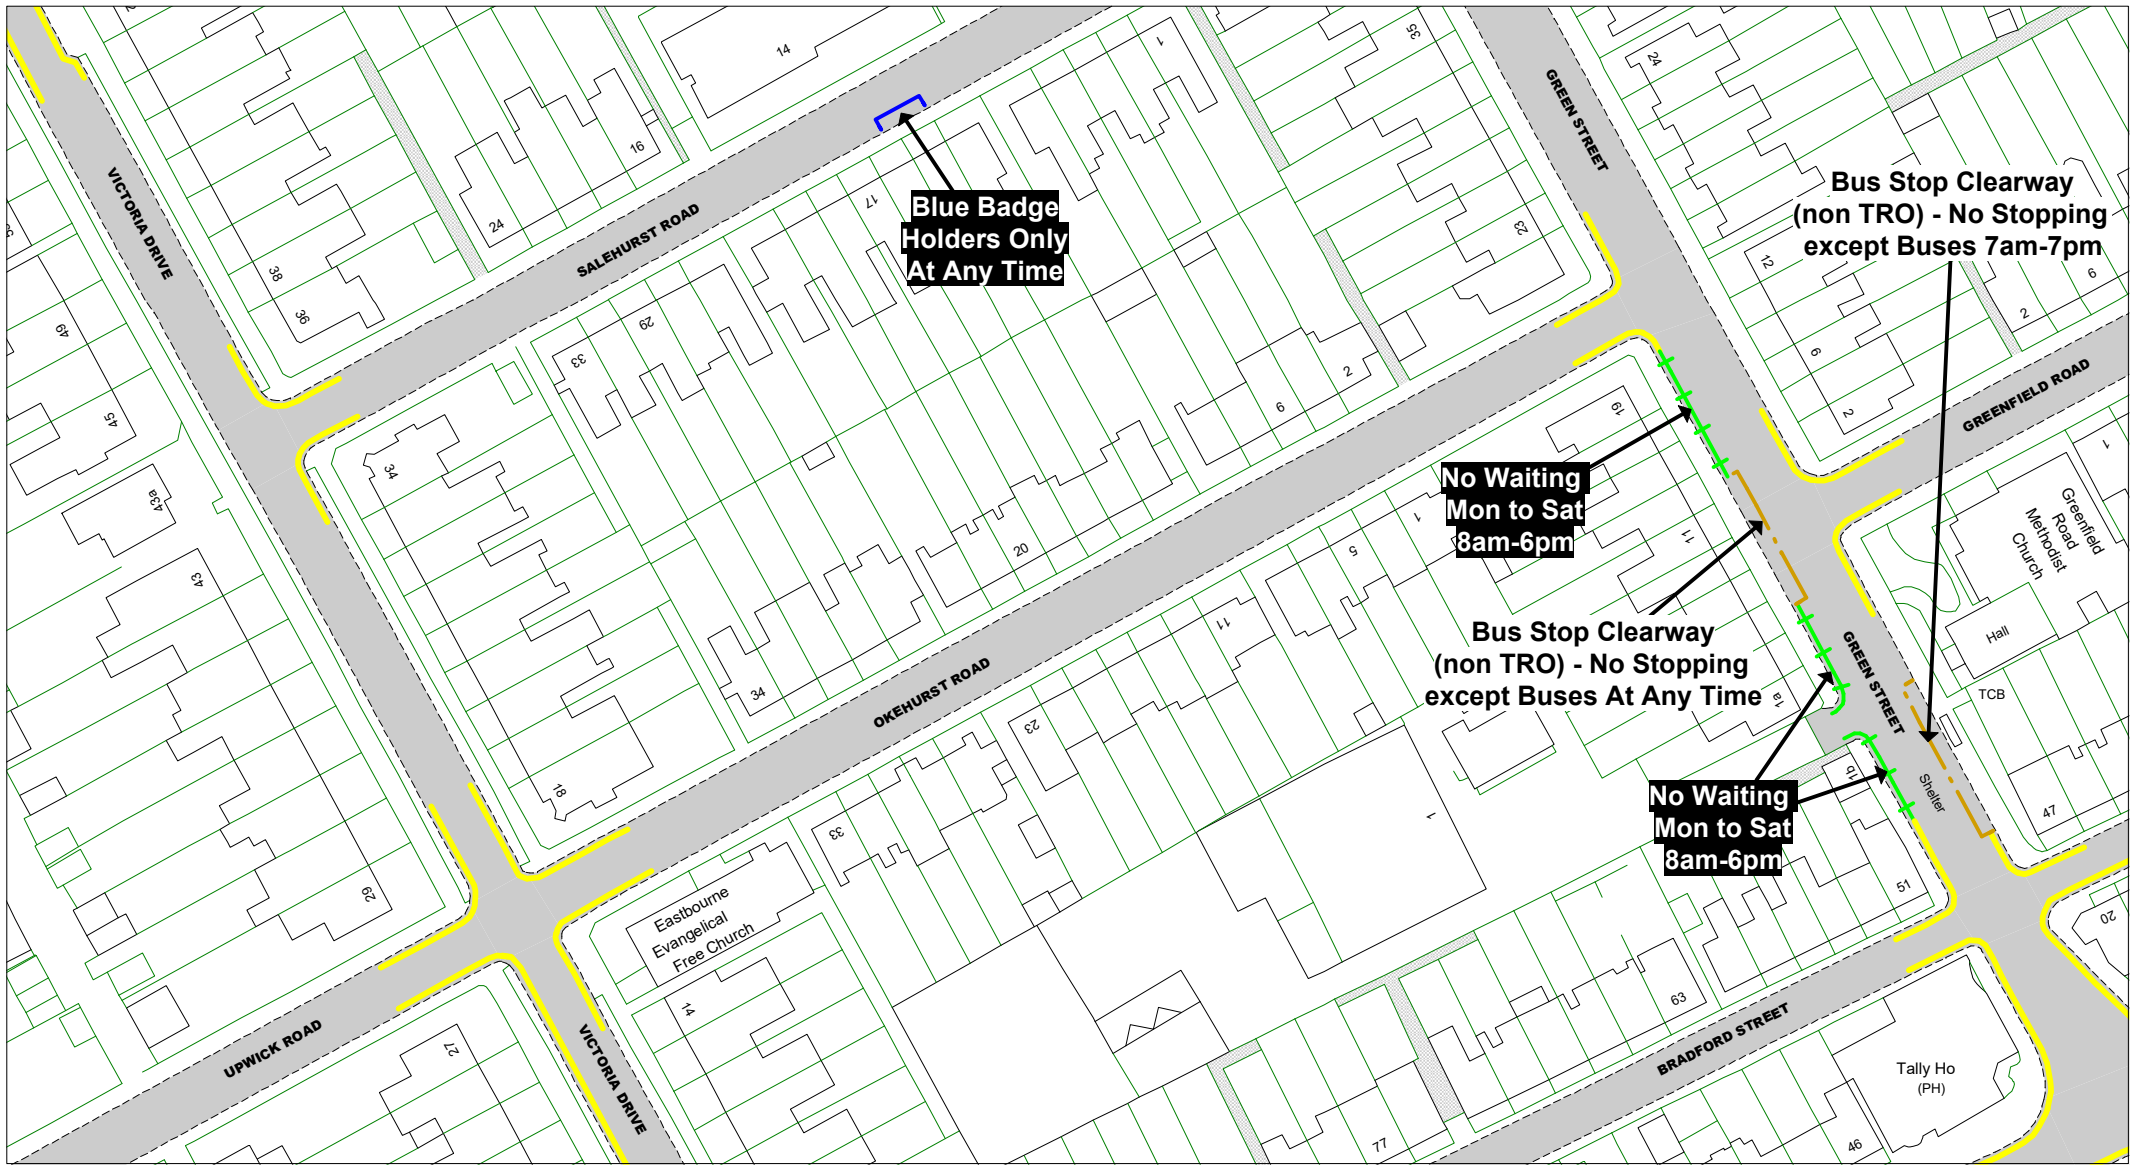 14
1
35
GREEN STREET
24
16
24
VICTORIA DRIVE
SALEHURST ROAD
17
Blue Badge
Holders Only
At Any Time
23
Bus Stop Clearway
(non TRO) - No Stopping
except Buses 7am-7pm
12
6
2
38
36
49
45
43a
43
29
33
29
34
2
6
6
2
GREENFIELD ROAD
1
19
11
No Waiting
Mon to Sat
8am-6pm
Greenfield
Road
Methodist
Church
Hall
TCB
20
34
1
5
11
Bus Stop Clearway
(non TRO) - No Stopping
except Buses At Any Time
1a
GREEN STREET
OKEHURST ROAD
23
33
18
1b
Shelter
47
No Waiting
Mon to Sat
8am-6pm
51
20
Eastbourne
Evangelical
Free Church
14
63
BRADFORD STREET
Tally Ho
(PH)
UPWICK ROAD
27
VICTORIA DRIVE
77
46